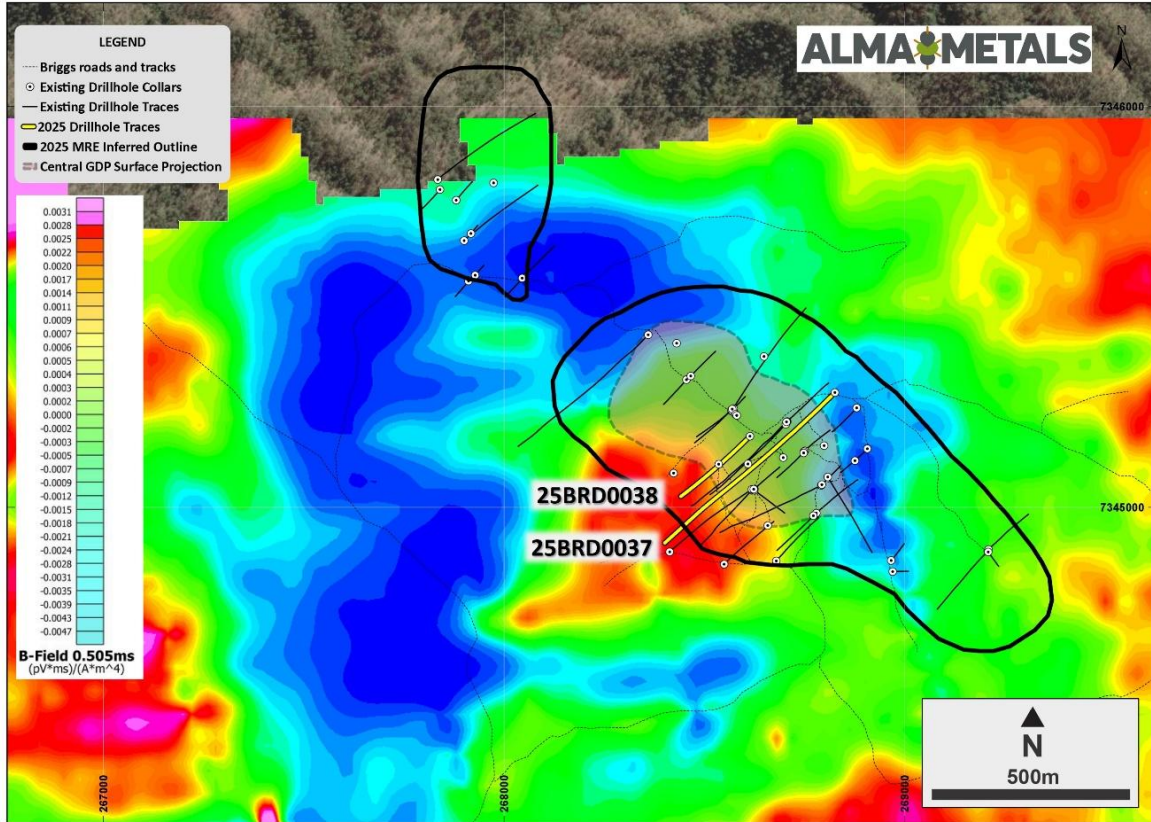 LEGEND
Briggs roads and tracks
Existing Drillhole Collars
Existing Drillhole Traces
2025 Drillhole Traces
2025 MRE Inferred Outline
Central GDP Surface Projection
ALMA METALS
N
7346000
0.0031
0.0028
0.0025
0.0020
0.0017
0.0014
0.0011
0.0009
0.0007
0.0006
0.0005
0.0004
0.0003
0.0002
0.0000
-0.0003
-0.0005
-0.0007
-0.0009
-0.0011
-0.0013
-0.0015
-0.0018
-0.0021
-0.0024
-0.0028
-0.0031
-0.0035
-0.0039
-0.0043
-0.0047
B-Field 0.505ms
(pV*ms)/(A*m^4)
25BRD0038
7345000
25BRD0037
267000
268000
269000
N
500m